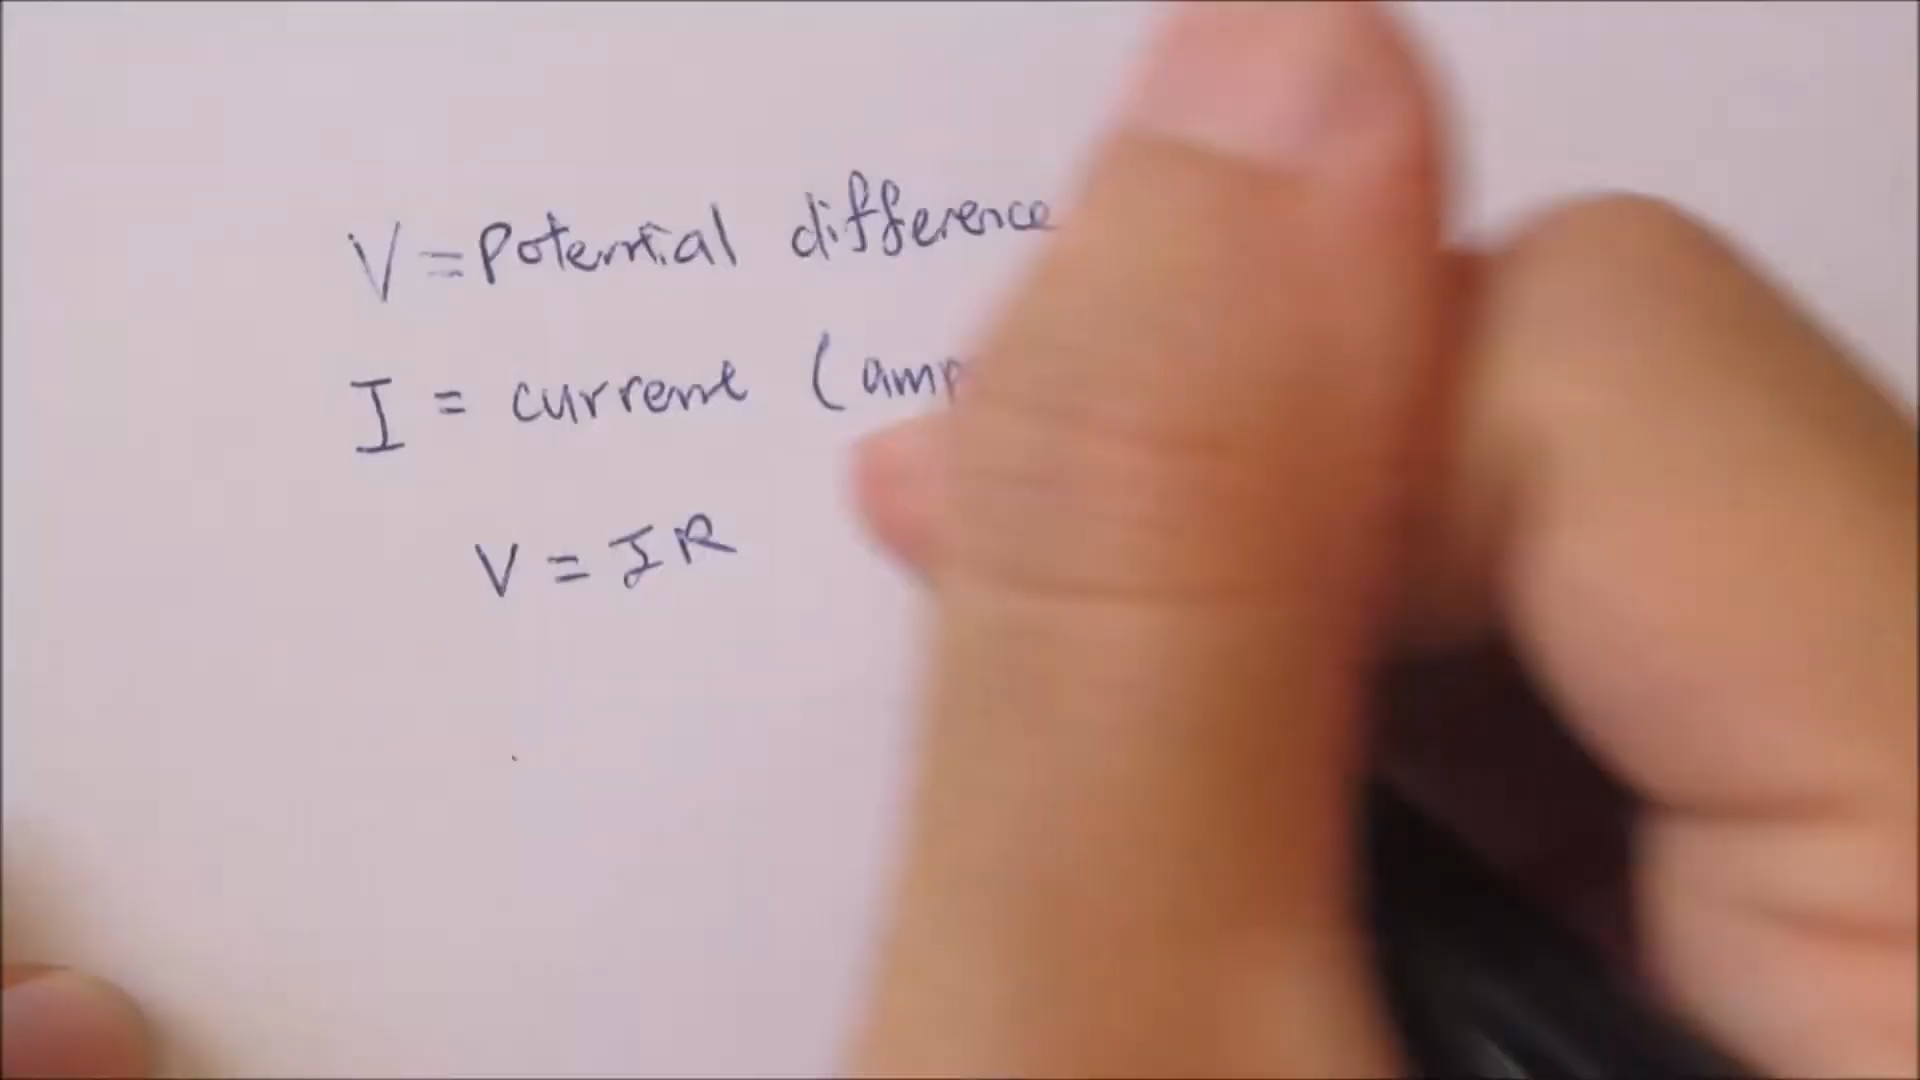 V = Potential difference
I = current (amp
V = IR